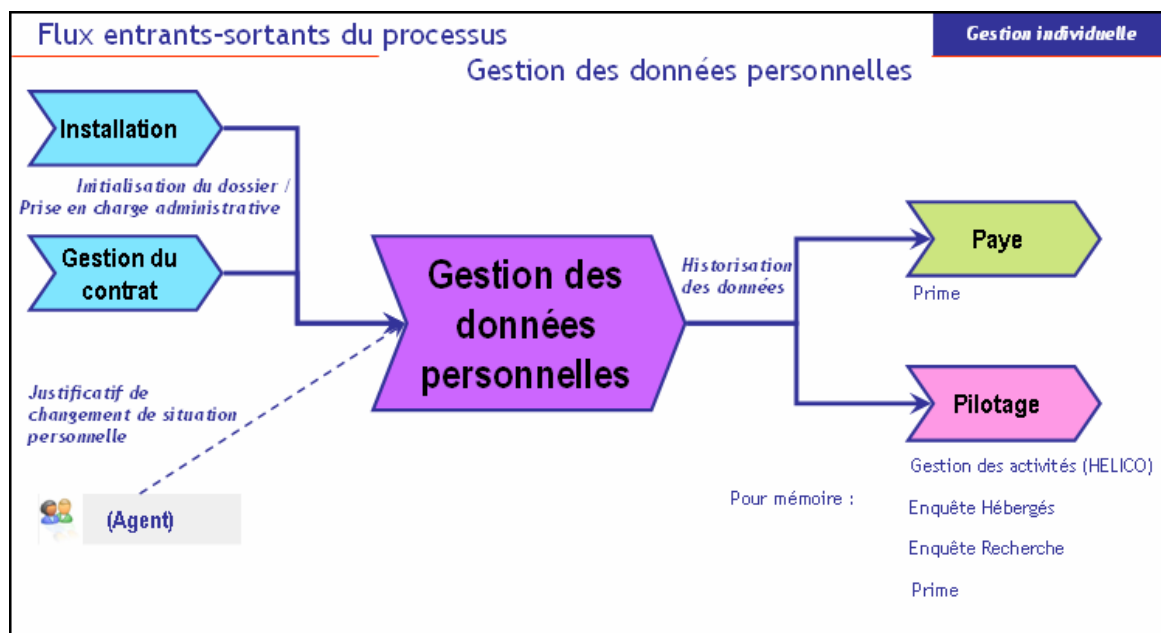 Flux entrants-sortants du processus
Gestion individuelle
Gestion des données personnelles
Installation
Initialisation du dossier /
Prise en charge administrative
Gestion du
contrat
Gestion des
données
personnelles
Historisation
des données
Paye
Prime
Justificatif de
changement de situation
personnelle
(Agent)
Pilotage
Gestion des activités (HELICO)
Pour mémoire :
Enquête Hébergés
Enquête Recherche
Prime